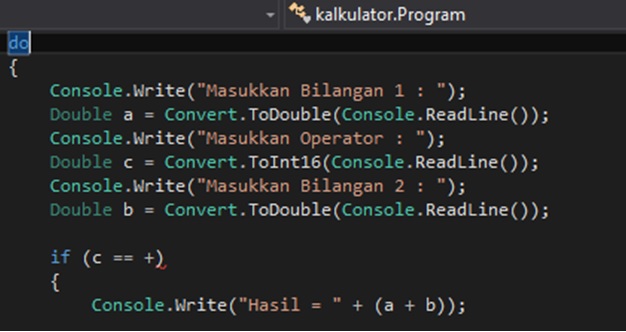 kalkulator.Program
do
{
Console.Write("Masukkan Bilangan 1 : ");
Double a = Convert.ToDouble(Console.ReadLine());
Console.Write("Masukkan Operator : ");
Double c = Convert.ToInt16(Console.ReadLine());
Console.Write("Masukkan Bilangan 2 : ");
Double b = Convert.ToDouble(Console.ReadLine());
if (c == +)
{
Console.Write("Hasil = " + (a + b));